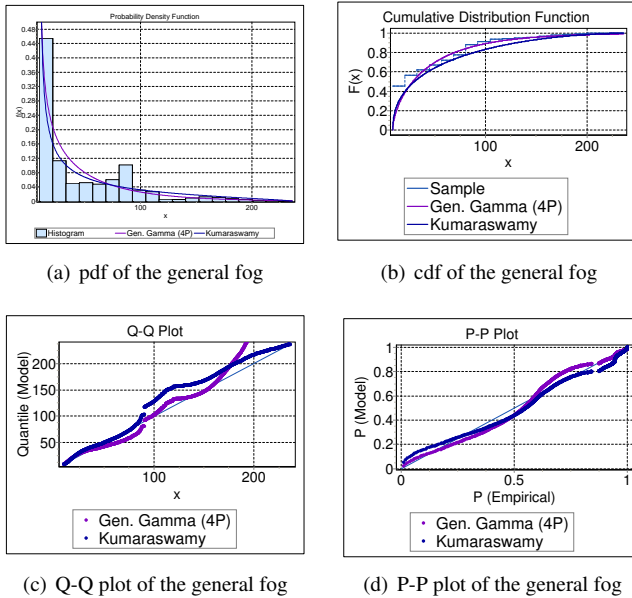 Probability Density Function
0.48
0.44
0.4
0.36
0.32
0.28
0.24
0.2
0.16
0.12
0.08
0.04
0
f(x)
100
200
x
Histogram
Gen. Gamma (4P)
Kumaraswamy
(a) pdf of the general fog
Cumulative Distribution Function
1
0.8
0.6
0.4
0.2
0
F(x)
100
200
x
Sample
Gen. Gamma (4P)
Kumaraswamy
(b) cdf of the general fog
Q-Q Plot
200
150
100
50
Quantile (Model)
100
200
x
Gen. Gamma (4P)
Kumaraswamy
(c) Q-Q plot of the general fog
P-P Plot
1
0.8
0.6
0.4
0.2
0
P (Model)
0
0.5
1
P (Empirical)
Gen. Gamma (4P)
Kumaraswamy
(d) P-P plot of the general fog